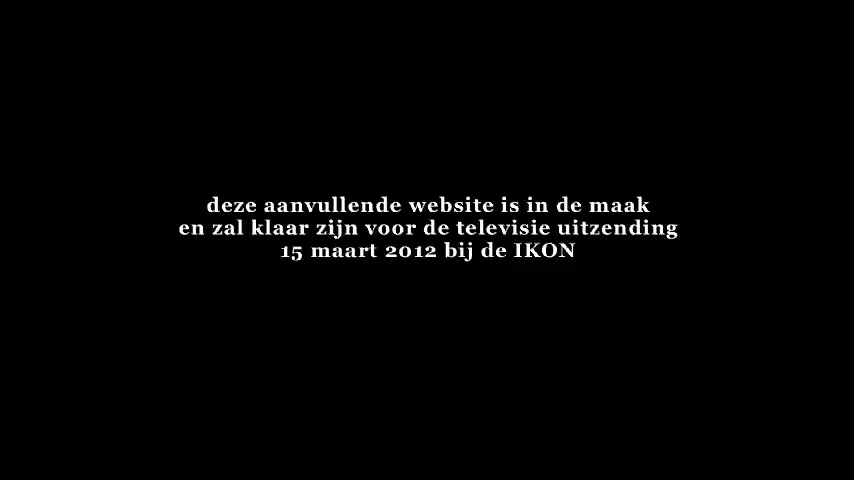 deze aanvullende website is in de maak
en zal klaar zijn voor de televisie uitzending
15 maart 2012 bij de IKON